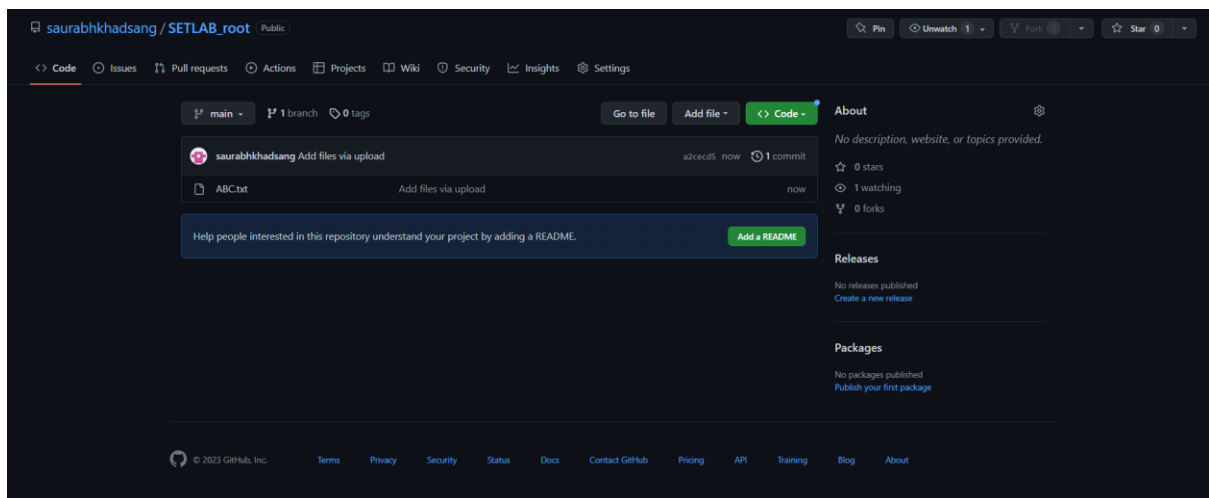 saurabhkhadsang / SETLAB_root Public
Pin Unwatch 1 Fork 0 Star 0
Code Issues Pull requests Actions Projects Wiki Security Insights Settings
main 1 branch 0 tags Go to file Add file <> Code
saurabhkhadsang Add files via upload a2cecd5 now 1 commit
ABC.txt Add files via upload now
Help people interested in this repository understand your project by adding a README. Add a README
About
No description, website, or topics provided.
0 stars
1 watching
0 forks
Releases
No releases published
Create a new release
Packages
No packages published
Publish your first package
© 2023 GitHub, Inc. Terms Privacy Security Status Docs Contact GitHub Pricing API Training Blog About